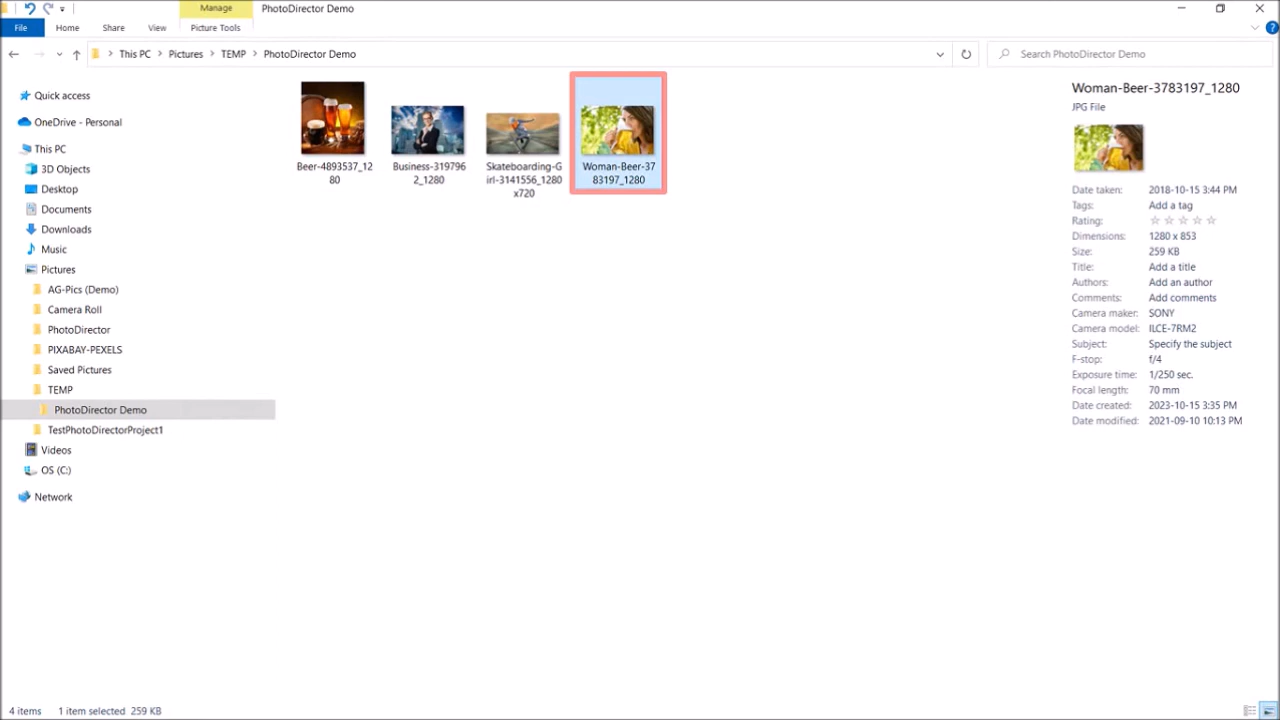 PhotoDirector Demo
Manage
File
Home
Share
View
Picture Tools
This PC
Pictures
TEMP
PhotoDirector Demo
Search PhotoDirector Demo
Quick access
OneDrive - Personal
This PC
3D Objects
Desktop
Documents
Downloads
Music
Pictures
AG-Pics (Demo)
Camera Roll
PhotoDirector
PIXABAY-PEXELS
Saved Pictures
TEMP
PhotoDirector Demo
TestPhotoDirectorProject1
Videos
OS (C:)
Network
Beer-4893537_12
80
Business-319796
2_1280
Skateboarding-G
irl-3141556_1280
x720
Woman-Beer-37
83197_1280
Woman-Beer-3783197_1280
JPG File
Date taken: 2018-10-15 3:44 PM
Tags: Add a tag
Rating:
Dimensions: 1280 x 853
Size: 259 KB
Title: Add a title
Authors: Add an author
Comments: Add comments
Camera maker: SONY
Camera model: ILCE-7RM2
Subject: Specify the subject
F-stop: f/4
Exposure time: 1/250 sec.
Focal length: 70 mm
Date created: 2023-10-15 3:35 PM
Date modified: 2021-09-10 10:13 PM
4 items 1 item selected 259 KB